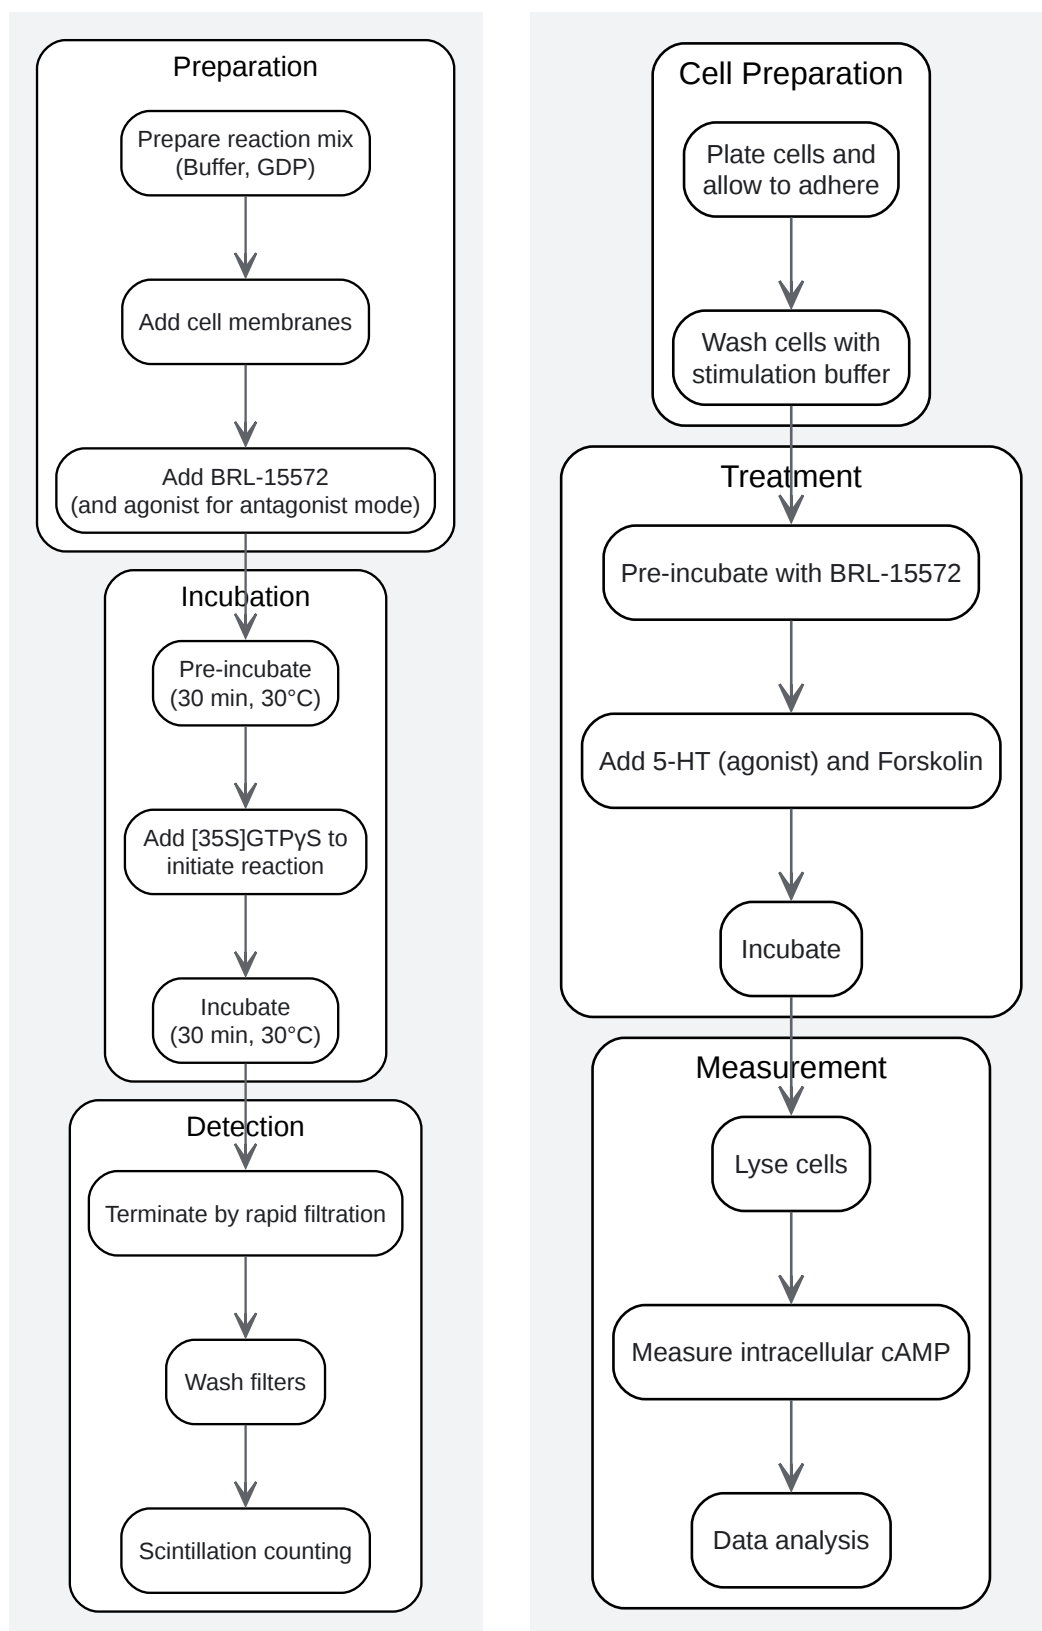 Preparation
Prepare reaction mix
(Buffer, GDP)
Add cell membranes
Add BRL-15572
(and agonist for antagonist mode)
Incubation
Pre-incubate
(30 min, 30°C)
Add [35S]GTPγS to
initiate reaction
Incubate
(30 min, 30°C)
Detection
Terminate by rapid filtration
Wash filters
Scintillation counting
Cell Preparation
Plate cells and
allow to adhere
Wash cells with
stimulation buffer
Treatment
Pre-incubate with BRL-15572
Add 5-HT (agonist) and Forskolin
Incubate
Measurement
Lyse cells
Measure intracellular cAMP
Data analysis